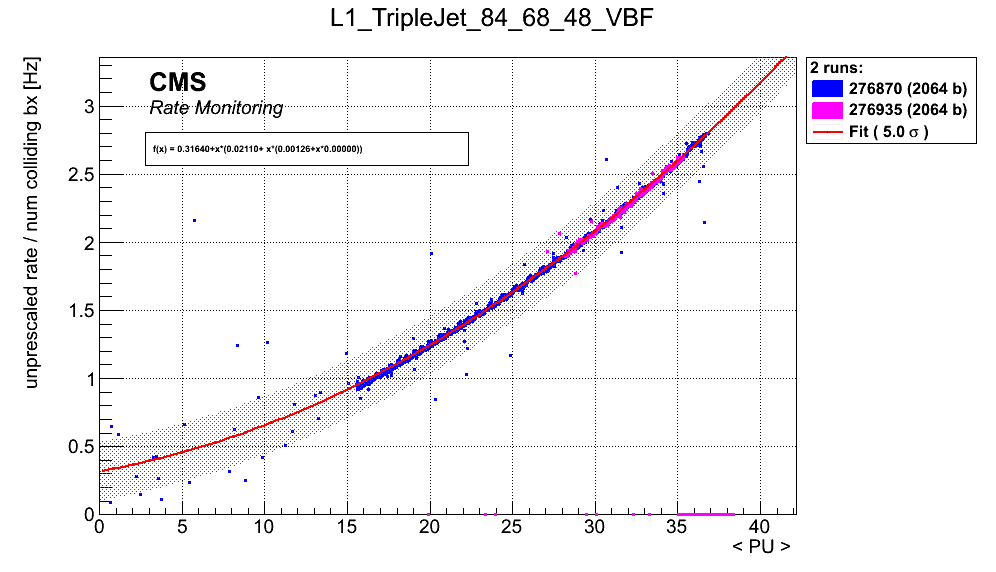 L1_TripleJet_84_68_48_VBF
unprescaled rate / num colliding bx [Hz]
CMS
Rate Monitoring
f(x) = 0.31640+x*(0.02110+ x*(0.00126+x*0.00000))
2 runs:
276870 (2064 b)
276935 (2064 b)
Fit ( 5.0 σ )
3
2.5
2
1.5
1
0.5
0
0 5 10 15 20 25 30 35 40
< PU >